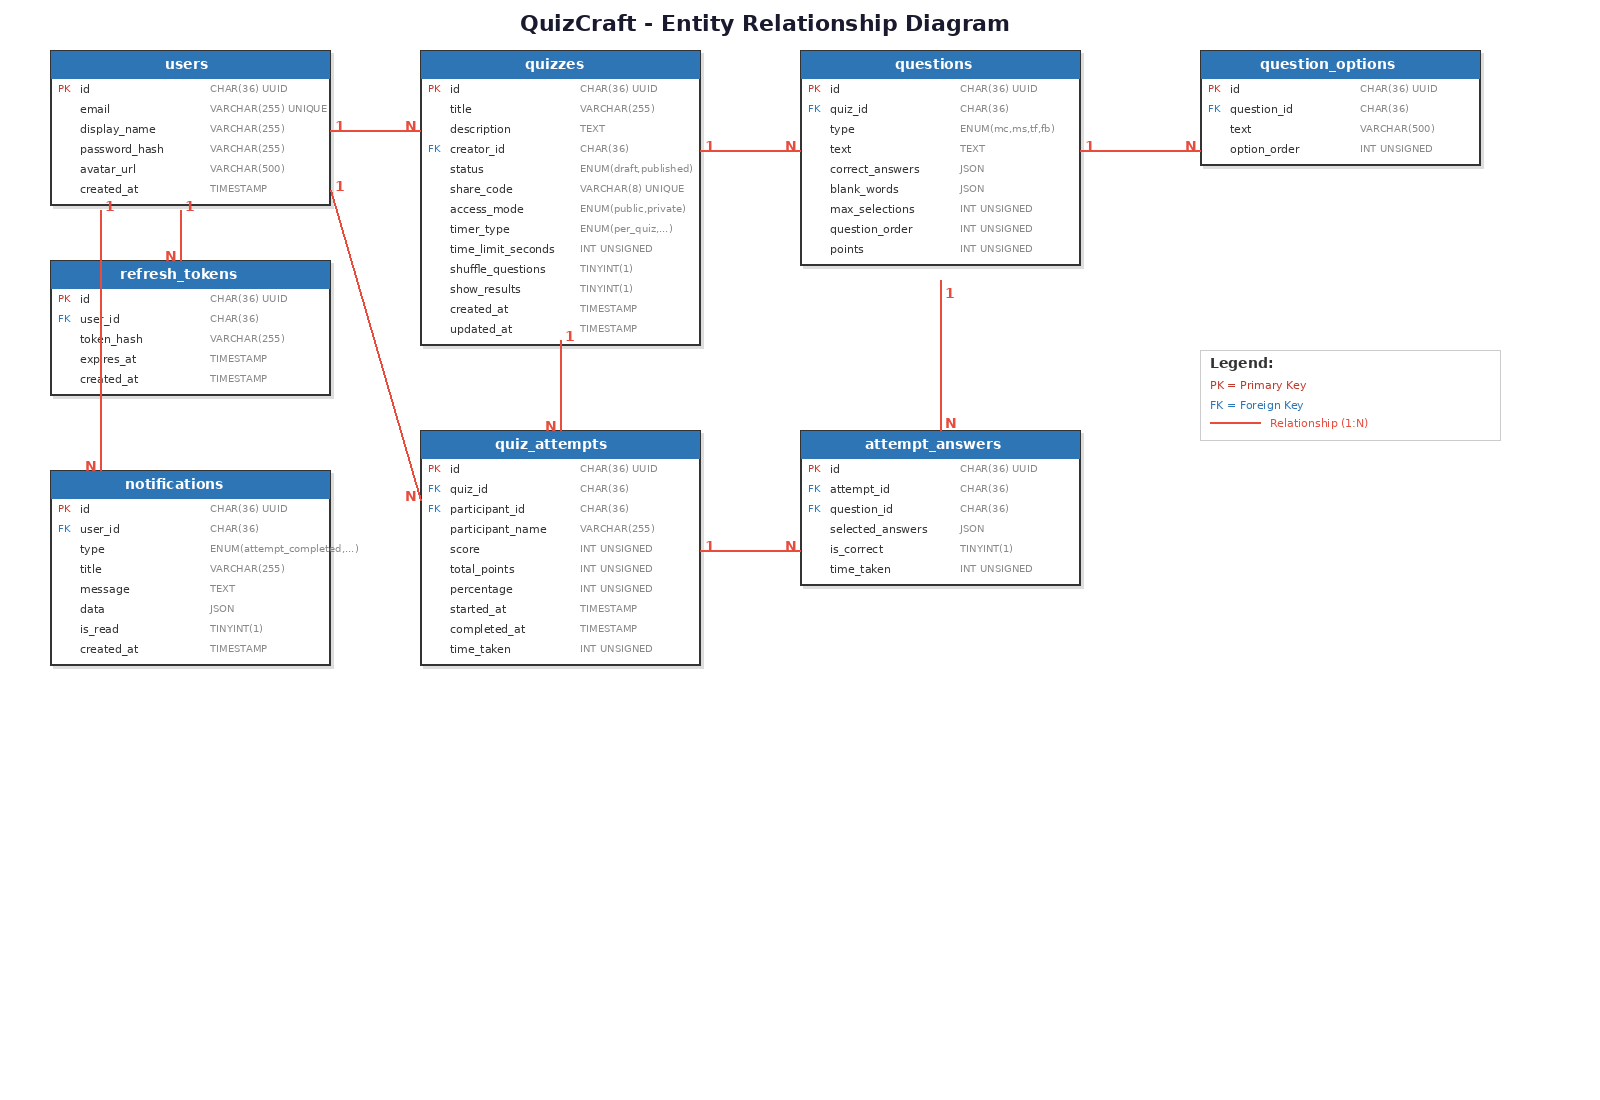 QuizCraft - Entity Relationship Diagram
users
PK id CHAR(36) UUID
email VARCHAR(255) UNIQUE
display_name VARCHAR(255)
password_hash VARCHAR(255)
avatar_url VARCHAR(500)
created_at TIMESTAMP
1 N
1 N
1 N
1 N
refresh_tokens
PK id CHAR(36) UUID
FK user_id CHAR(36)
token_hash VARCHAR(255)
expires_at TIMESTAMP
created_at TIMESTAMP
notifications
PK id CHAR(36) UUID
FK user_id CHAR(36)
type ENUM(attempt_completed,...)
title VARCHAR(255)
message TEXT
data JSON
is_read TINYINT(1)
created_at TIMESTAMP
quizzes
PK id CHAR(36) UUID
title VARCHAR(255)
description TEXT
FK creator_id CHAR(36)
status ENUM(draft,published)
share_code VARCHAR(8) UNIQUE
access_mode ENUM(public,private)
timer_type ENUM(per_quiz,...)
time_limit_seconds INT UNSIGNED
shuffle_questions TINYINT(1)
show_results TINYINT(1)
created_at TIMESTAMP
updated_at TIMESTAMP
1 N
1 N
quiz_attempts
PK id CHAR(36) UUID
FK quiz_id CHAR(36)
FK participant_id CHAR(36)
participant_name VARCHAR(255)
score INT UNSIGNED
total_points INT UNSIGNED
percentage INT UNSIGNED
started_at TIMESTAMP
completed_at TIMESTAMP
time_taken INT UNSIGNED
1 N
questions
PK id CHAR(36) UUID
FK quiz_id CHAR(36)
type ENUM(mc,ms,tf,fb)
text TEXT
correct_answers JSON
blank_words JSON
max_selections INT UNSIGNED
question_order INT UNSIGNED
points INT UNSIGNED
1 N
1 N
attempt_answers
PK id CHAR(36) UUID
FK attempt_id CHAR(36)
FK question_id CHAR(36)
selected_answers JSON
is_correct TINYINT(1)
time_taken INT UNSIGNED
question_options
PK id CHAR(36) UUID
FK question_id CHAR(36)
text VARCHAR(500)
option_order INT UNSIGNED
Legend:
PK = Primary Key
FK = Foreign Key
Relationship (1:N)